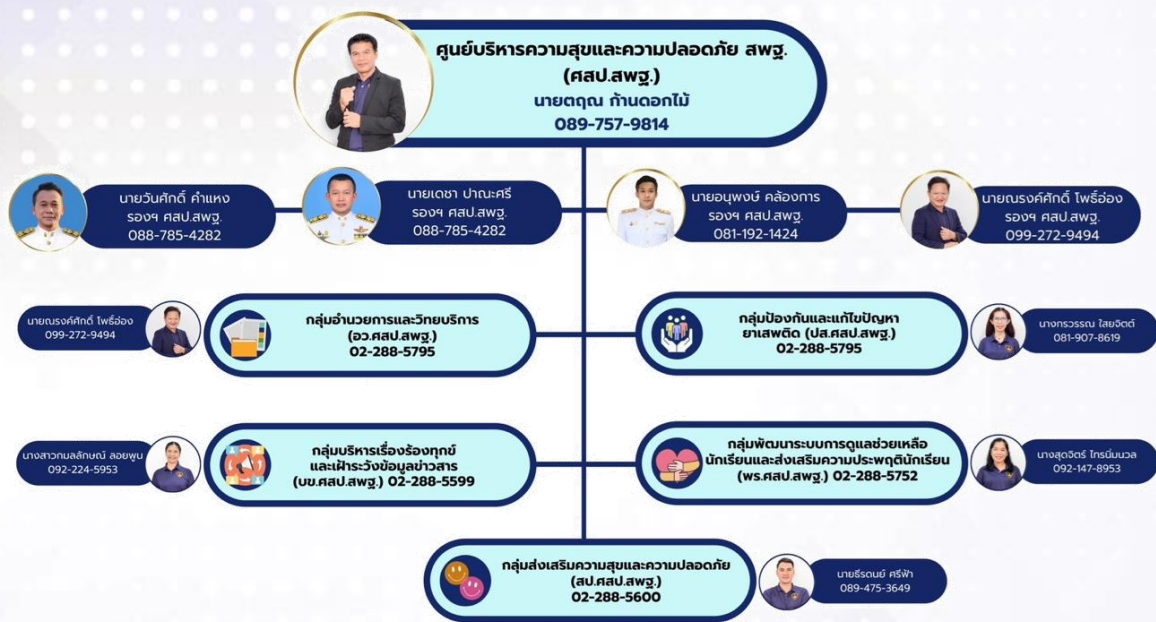 ศูนย์บริหารความสุขและความปลอดภัย สพฐ.
(ศสป.สพฐ.)
นายตฤณ ก้านดอกไม้
089-757-9814
นายวันศักดิ์ คำแหง
รองฯ ศสป.สพฐ.
088-785-4282
นายเดชา ปาณะศรี
รองฯ ศสป.สพฐ.
088-785-4282
นายอนุพงษ์ คล้องการ
รองฯ ศสป.สพฐ.
081-192-1424
นายณรงค์ศักดิ์ โพธิ์อ่อง
รองฯ ศสป.สพฐ.
099-272-9494
นายณรงค์ศักดิ์ โพธิ์อ่อง
099-272-9494
กลุ่มอำนวยการและวิทยบริการ
(อว.ศสป.สพฐ.)
02-288-5795
กลุ่มป้องกันและแก้ไขปัญหา
ยาเสพติด (ปส.ศสป.สพฐ.)
02-288-5795
นางกรวรรณ ใสยจิตต์
081-907-8619
นางสาวกมลลักษณ์ ลอยพูน
092-224-5953
กลุ่มบริหารเรื่องร้องทุกข์
และเฝ้าระวังข้อมูลข่าวสาร
(บข.ศสป.สพฐ.) 02-288-5599
กลุ่มพัฒนาระบบการดูแลช่วยเหลือ
นักเรียนและส่งเสริมความประพฤตินักเรียน
(พร.ศสป.สพฐ.) 02-288-5752
นางสุดจิตร์ ไทรนิ่มนวล
092-147-8953
กลุ่มส่งเสริมความสุขและความปลอดภัย
(สป.ศสป.สพฐ.)
02-288-5600
นายธีรดนย์ ศรีฟ้า
089-475-3649